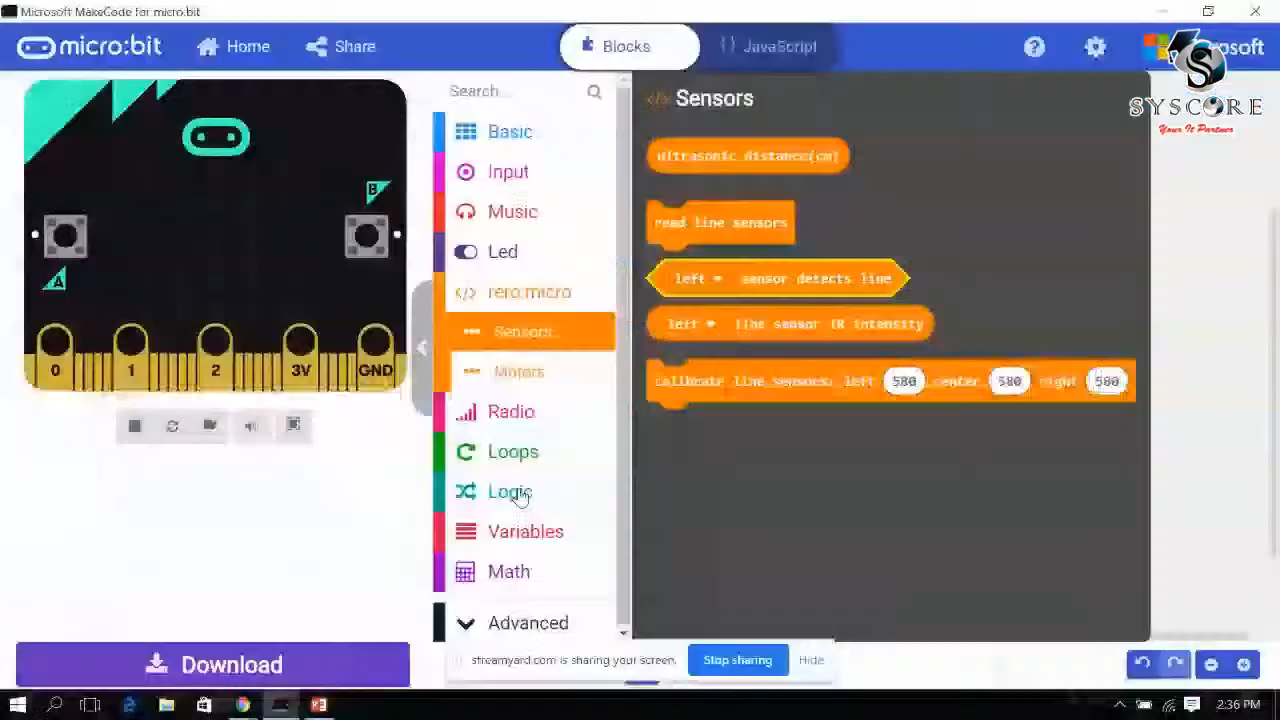 Microsoft MakeCode for micro:bit
micro:bit
Home
Share
Blocks
JavaScript
SYSCORE
Your It Partner
B
A
0 1 2 3V GND
Download
Search...
Basic
Input
Music
Led
rero:micro
Sensors
Motors
Radio
Loops
Logic
Variables
Math
Advanced
Sensors
ultrasonic distance(cm)
read line sensors
left sensor detects line
left line sensor IR intensity
calibrate line sensors: left 580 center 580 right 580
streamyard.com is sharing your screen.
Stop sharing
Hide
2:36 PM